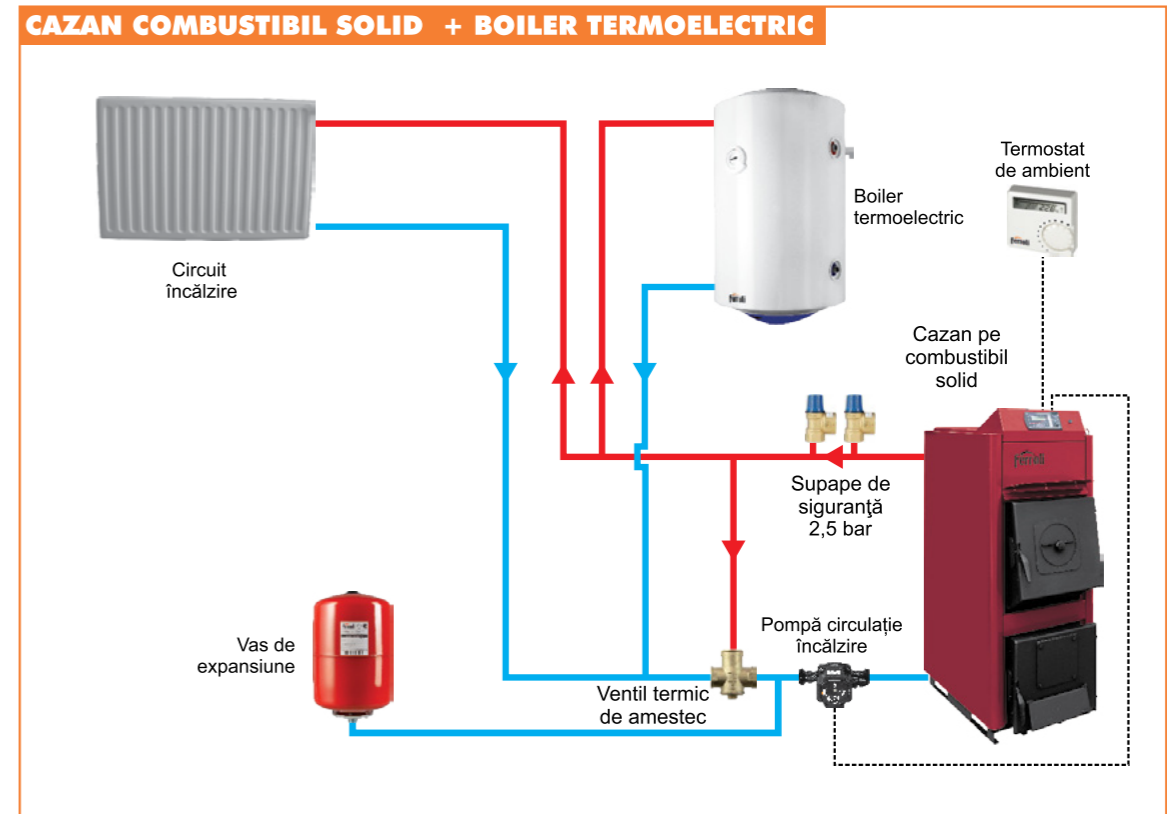 CAZAN COMBUSTIBIL SOLID + BOILER TERMOELECTRIC
Termostat
de ambient
Boiler
termoelectric
Circuit
încălzire
Cazan pe
combustibil
solid
Supape de
siguranţă
2,5 bar
Pompă circulație
încălzire
Vas de
expansiune
Ventil termic
de amestec